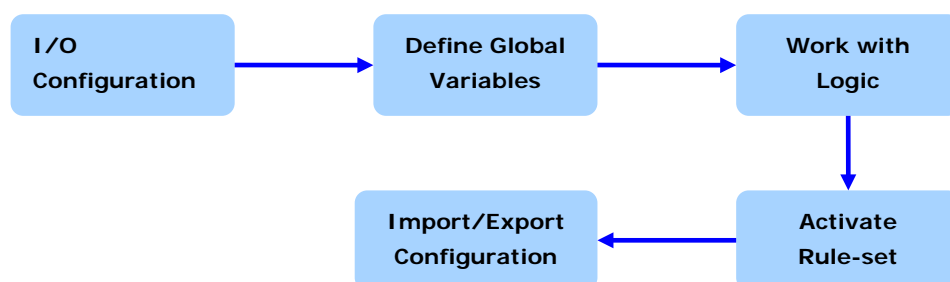 I/O
Configuration
Define Global
Variables
Work with
Logic
Activate
Rule-set
Import/Export
Configuration